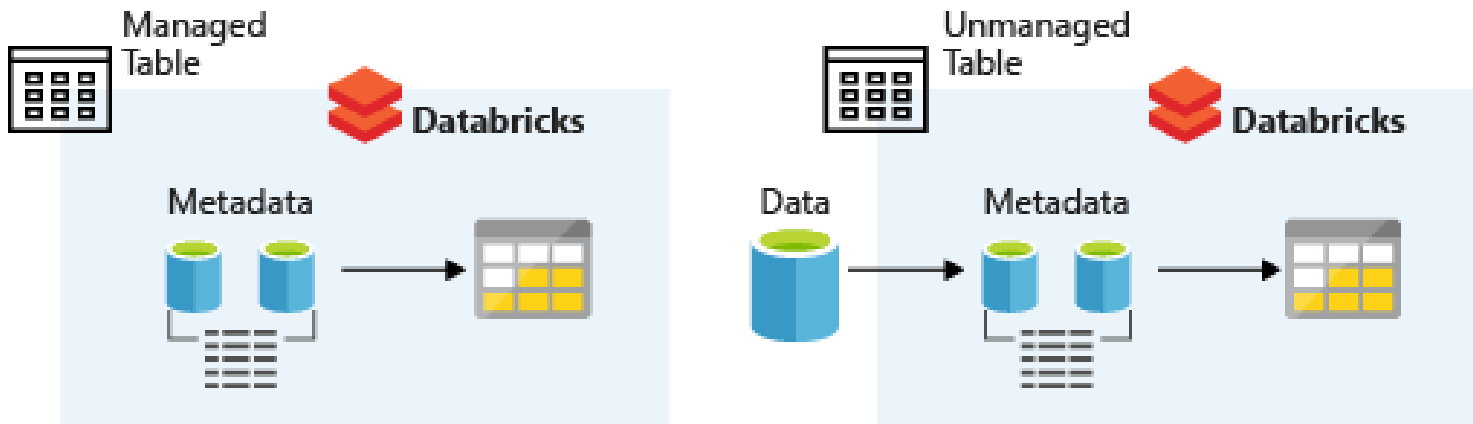 Managed
Table
Databricks
Metadata
Unmanaged
Table
Databricks
Data
Metadata